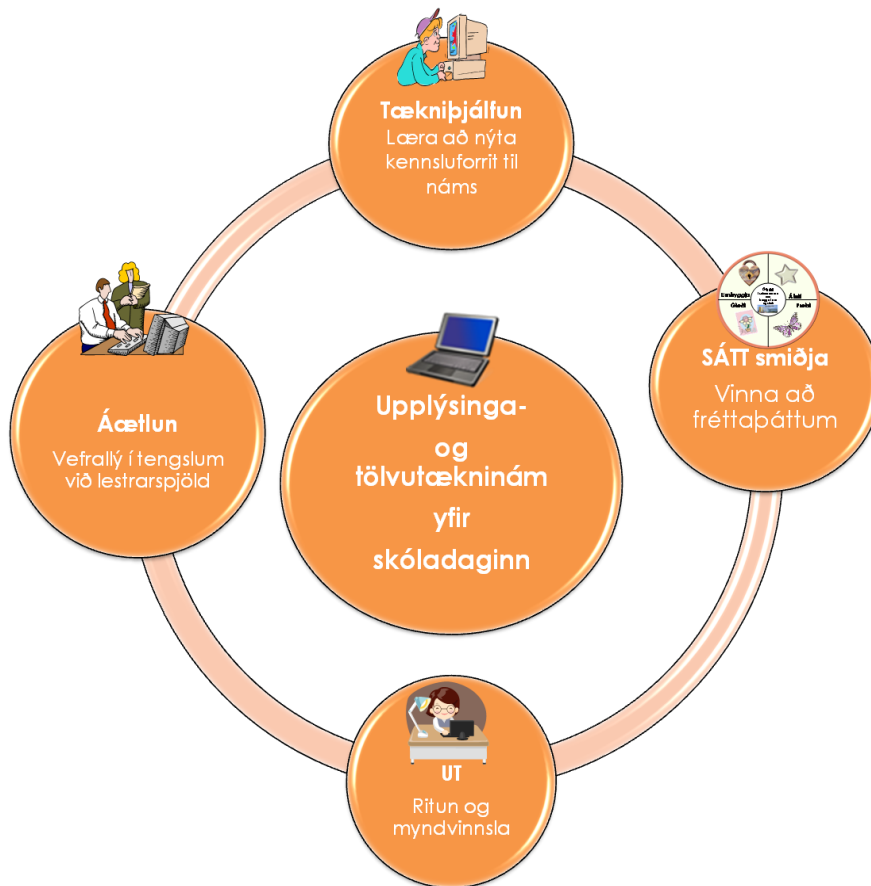 Tækniþjálfun
Læra að nýta
kennsluforrit til
náms
SÁTT smiðja
Vinna að
fréttaþáttum
UT
Ritun og
myndvinnsla
Áætlun
Vefrallý í tengslum
við lestrarspjöld
Upplýsinga-
og
tölvutækninám
yfir
skóladaginn